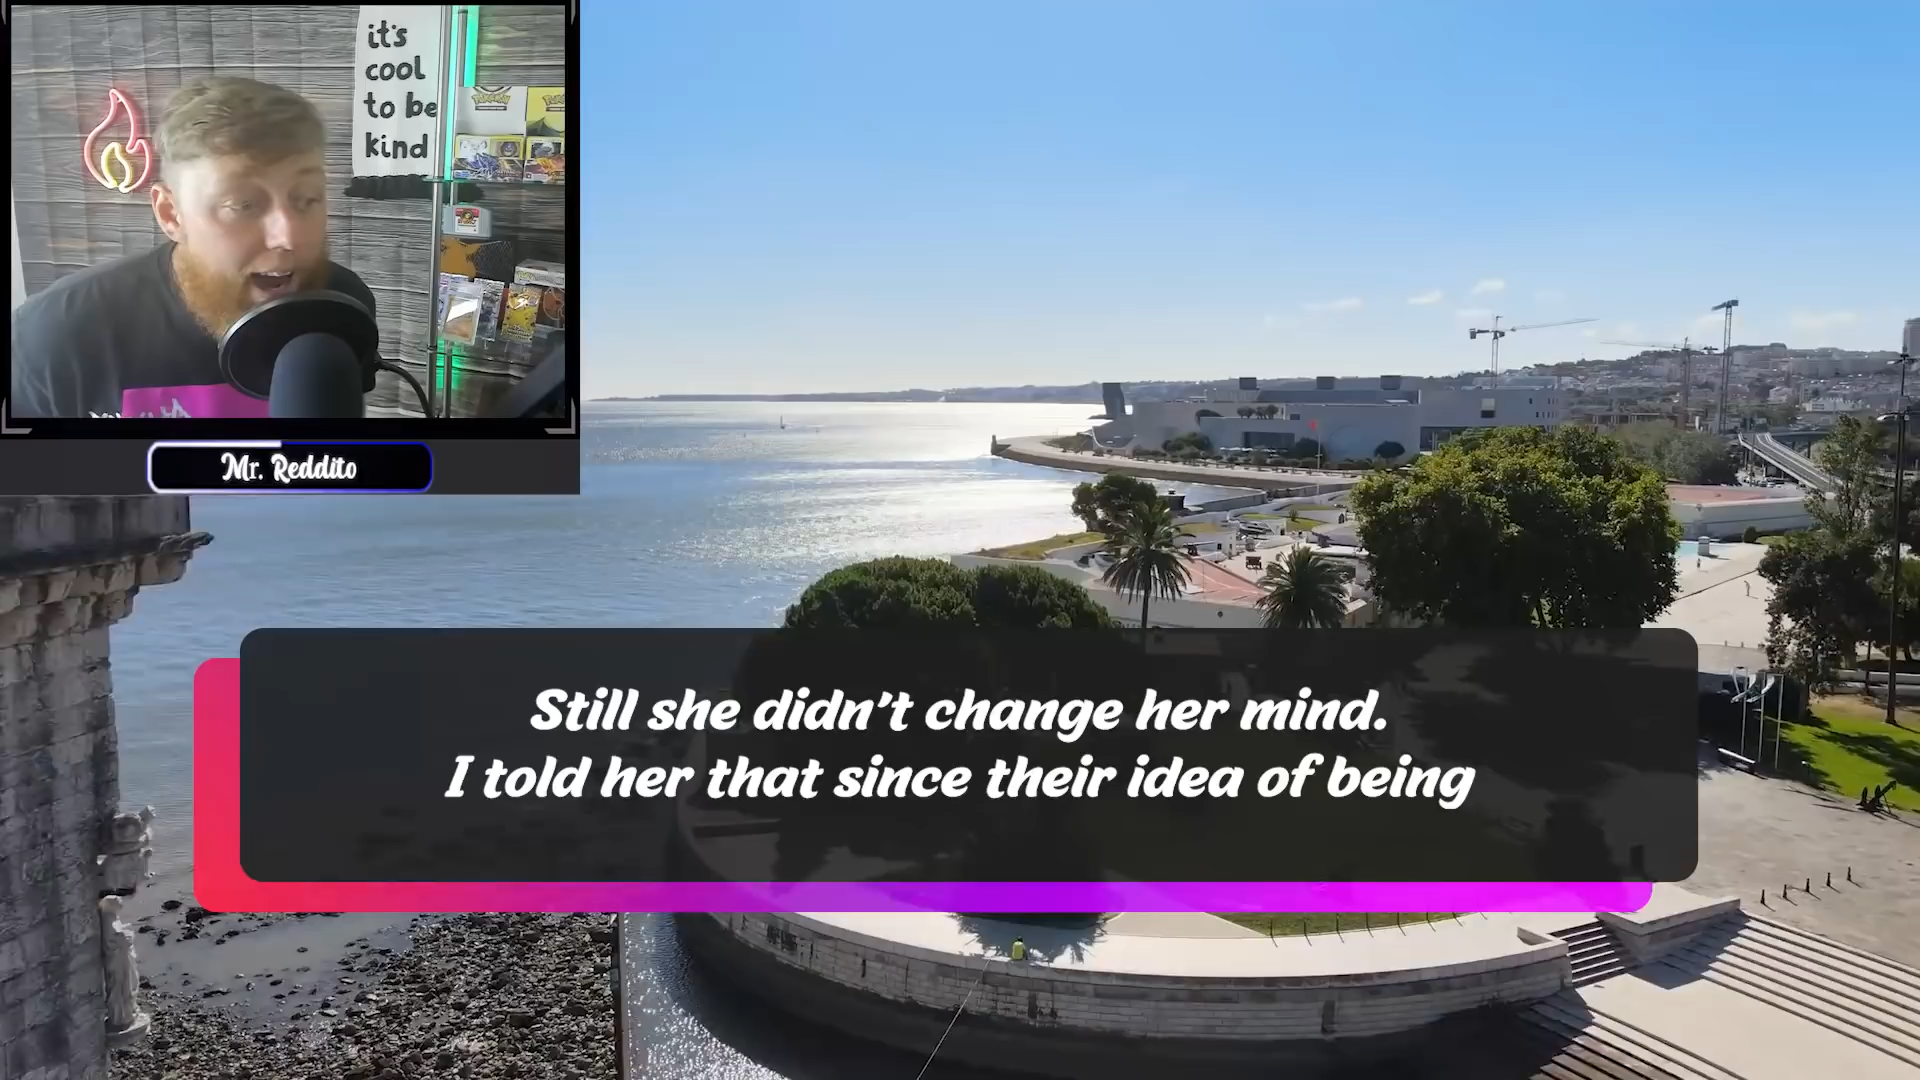 it's
cool
to be
kind
POKÉMON
Mr. Reddito
Still she didn't change her mind.
I told her that since their idea of being